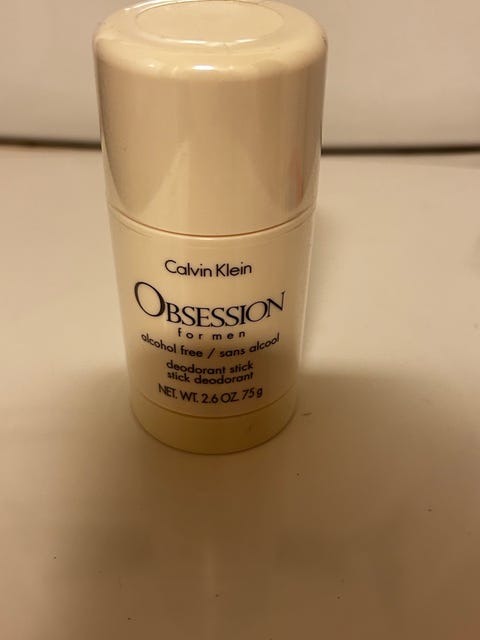 Calvin Klein
OBSESSION
for men
alcohol free / sans alcool
deodorant stick
stick deodorant
NET. WT. 2.6 OZ. 75 g